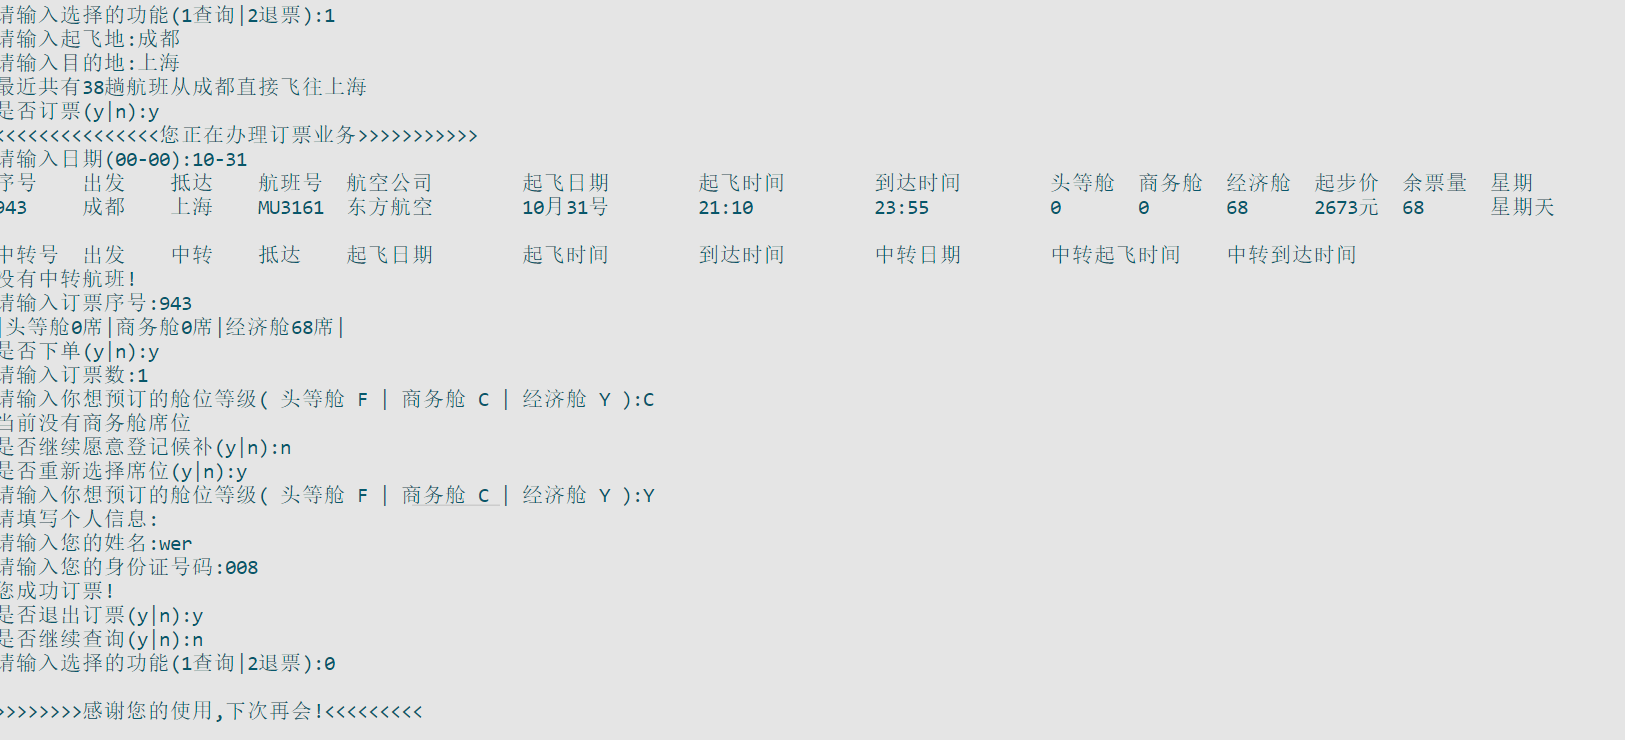 请输入选择的功能(1查询|2退票):1
请输入起飞地:成都
请输入目的地:上海
最近共有38趟航班从成都直接飞往上海
是否订票(y|n):y
<<<<<<<<<<<<<<<您正在办理订票业务>>>>>>>>>>>
请输入日期(00-00):10-31
序号 出发 抵达 航班号 航空公司 起飞日期 起飞时间 到达时间 头等舱 商务舱 经济舱 起步价 余票量 星期
943 成都 上海 MU3161 东方航空 10月31号 21:10 23:55 0 0 68 2673元 68 星期天
中转号 出发 中转 抵达 起飞日期 起飞时间 到达时间 中转日期 中转起飞时间 中转到达时间
没有中转航班!
请输入订票序号:943
|头等舱0席|商务舱0席|经济舱68席|
是否下单(y|n):y
请输入订票数:1
请输入你想预订的舱位等级( 头等舱 F | 商务舱 C | 经济舱 Y ):C
当前没有商务舱席位
是否继续愿意登记候补(y|n):n
是否重新选择席位(y|n):y
请输入你想预订的舱位等级( 头等舱 F | 商务舱 C | 经济舱 Y ):Y
请填写个人信息:
请输入您的姓名:wer
请输入您的身份证号码:008
您成功订票!
是否退出订票(y|n):y
是否继续查询(y|n):n
请输入选择的功能(1查询|2退票):0
>>>>>>>>感谢您的使用,下次再会!<<<<<<<<<